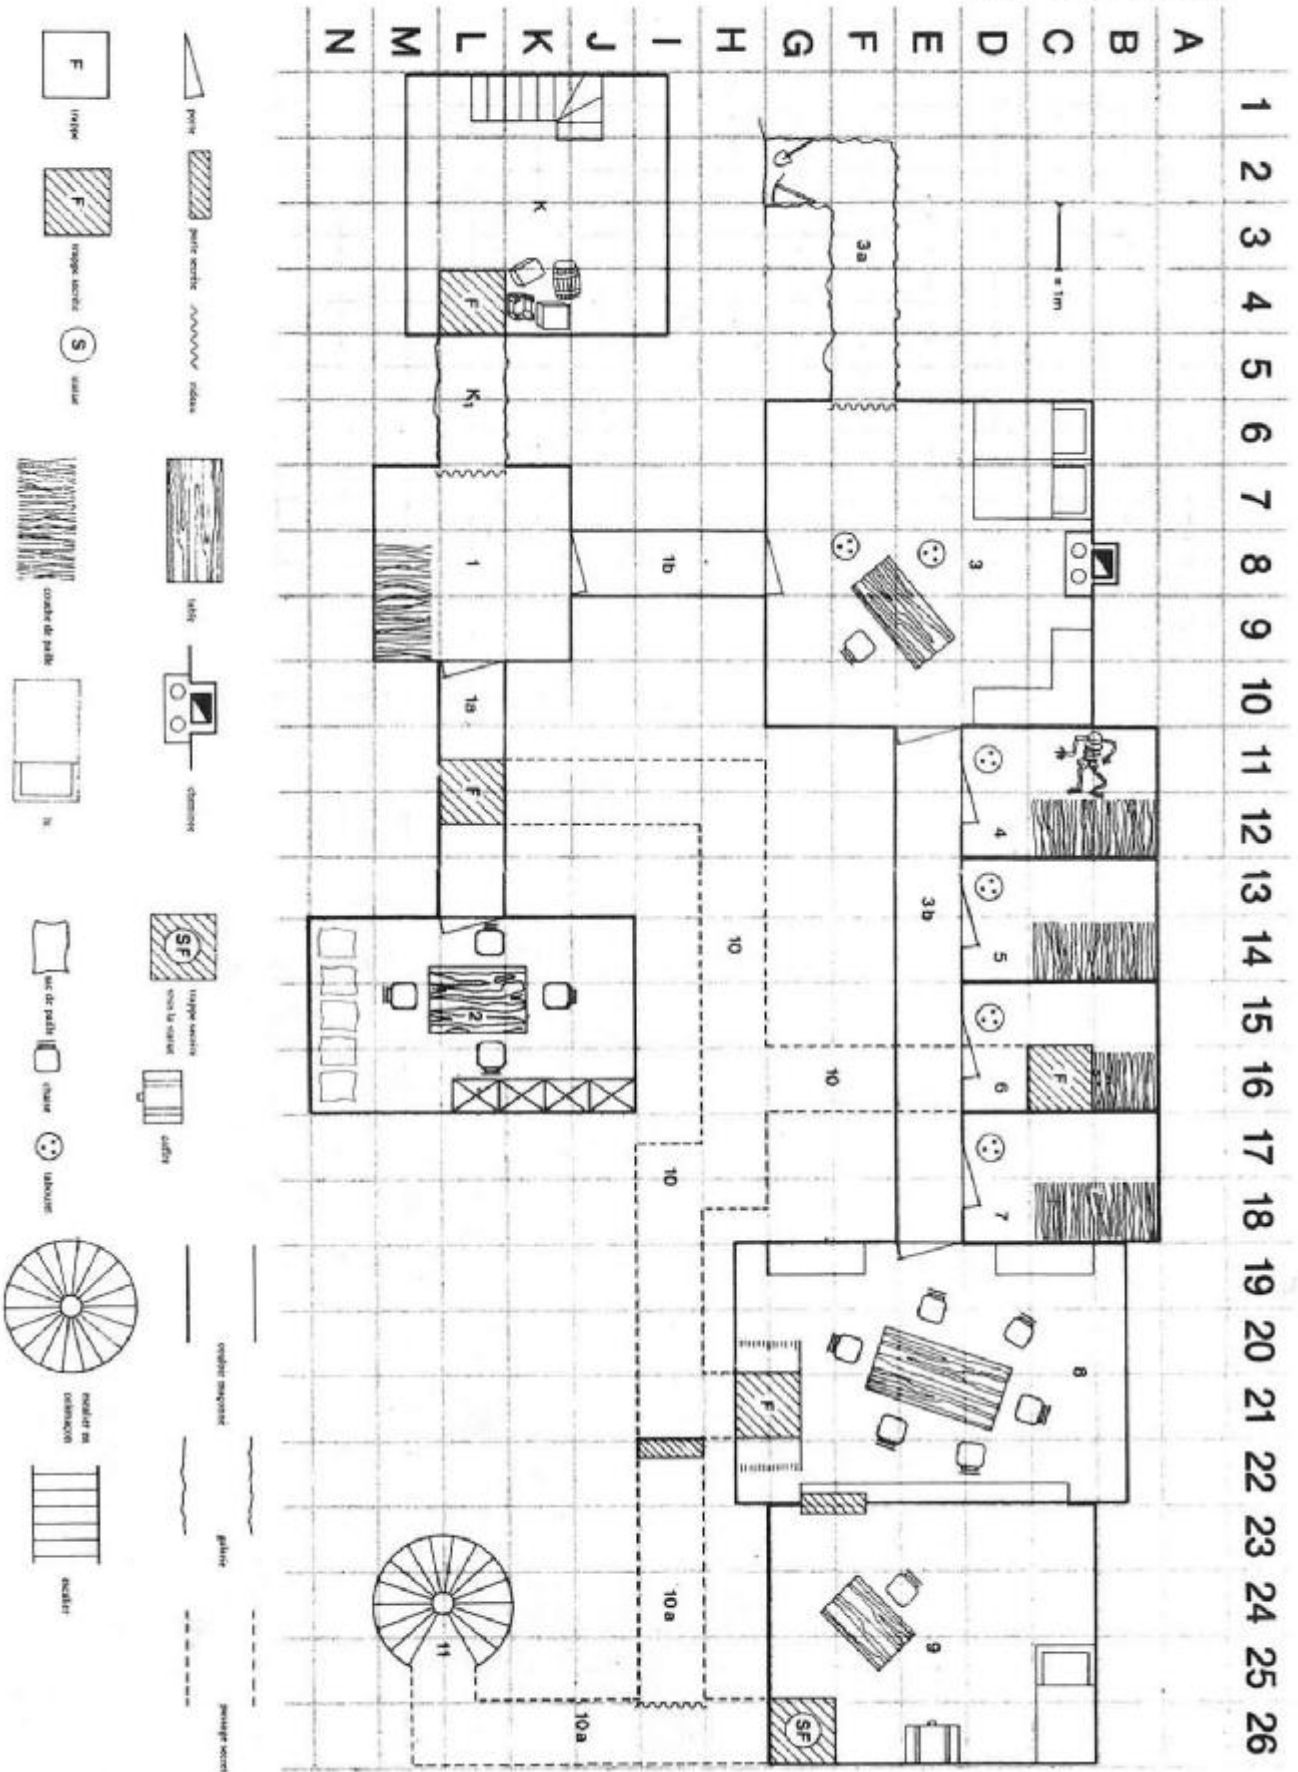 A
B
C
D
E
F
G
H
I
J
K
L
M
N
1
2
3
4
5
6
7
8
9
10
11
12
13
14
15
16
17
18
19
20
21
22
23
24
25
26
= 1m
3a
K
F
K₁
3
1
1b
1a
F
4
5
6
F
7
3b
10
10
10
2
8
F
9
10a
10a
11
SF
porte
porte secrète
rideau
F
trappe
F
trappe secrète
S
statue
table
cheminée
couche de paille
lit
SF
trappe secrète
sous la statue
coffre
sac de paille
chaise
tabouret
couloir maçonné
galerie
passage secret
escalier en
colimaçon
escalier